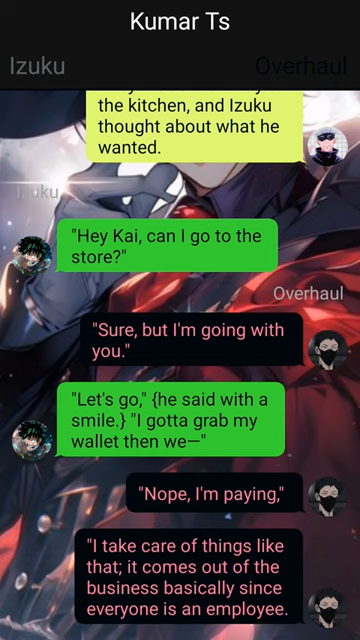 Kumar Ts
Izuku
Overhaul
the kitchen, and Izuku
thought about what he
wanted.
Izuku
"Hey Kai, can I go to the
store?"
Overhaul
"Sure, but I'm going with
you."
"Let's go," {he said with a
smile.} "I gotta grab my
wallet then we—"
"Nope, I'm paying,"
"I take care of things like
that; it comes out of the
business basically since
everyone is an employee.